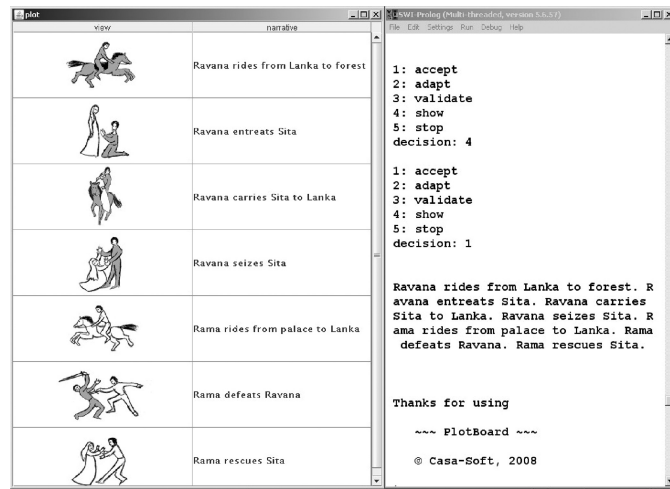 plot
view narrative
Ravana rides from Lanka to forest
Ravana entreats Sita
Ravana carries Sita to Lanka
Ravana seizes Sita
Rama rides from palace to Lanka
Rama defeats Ravana
Rama rescues Sita
SWI-Prolog (Multi-threaded, version 5.6.57)
File Edit Settings Run Debug Help
1: accept
2: adapt
3: validate
4: show
5: stop
decision: 4
1: accept
2: adapt
3: validate
4: show
5: stop
decision: 1
Ravana rides from Lanka to forest. R
avana entreats Sita. Ravana carries
Sita to Lanka. Ravana seizes Sita. R
ama rides from palace to Lanka. Rama
defeats Ravana. Rama rescues Sita.
Thanks for using
~~~ PlotBoard ~~~
© Casa-Soft, 2008